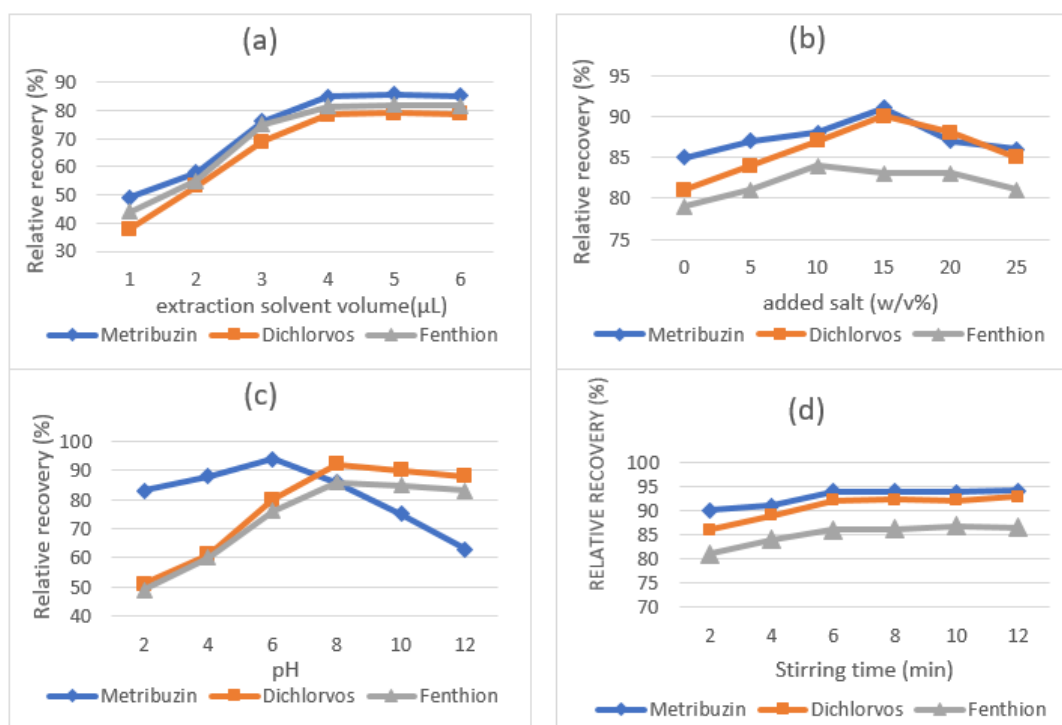 (a)
Relative recovery (%)
90
80
70
60
50
40
30
1 2 3 4 5 6
extraction solvent volume(µL)
Metribuzin Dichlorvos Fenthion
(b)
Relative recovery (%)
95
90
85
80
75
0 5 10 15 20 25
added salt (w/v%)
Metribuzin Dichlorvos Fenthion
(c)
Relative recovery (%)
100
90
80
70
60
50
40
2 4 6 8 10 12
pH
Metribuzin Dichlorvos Fenthion
(d)
RELATIVE RECOVERY (%)
100
95
90
85
80
75
70
2 4 6 8 10 12
Stirring time (min)
Metribuzin Dichlorvos Fenthion